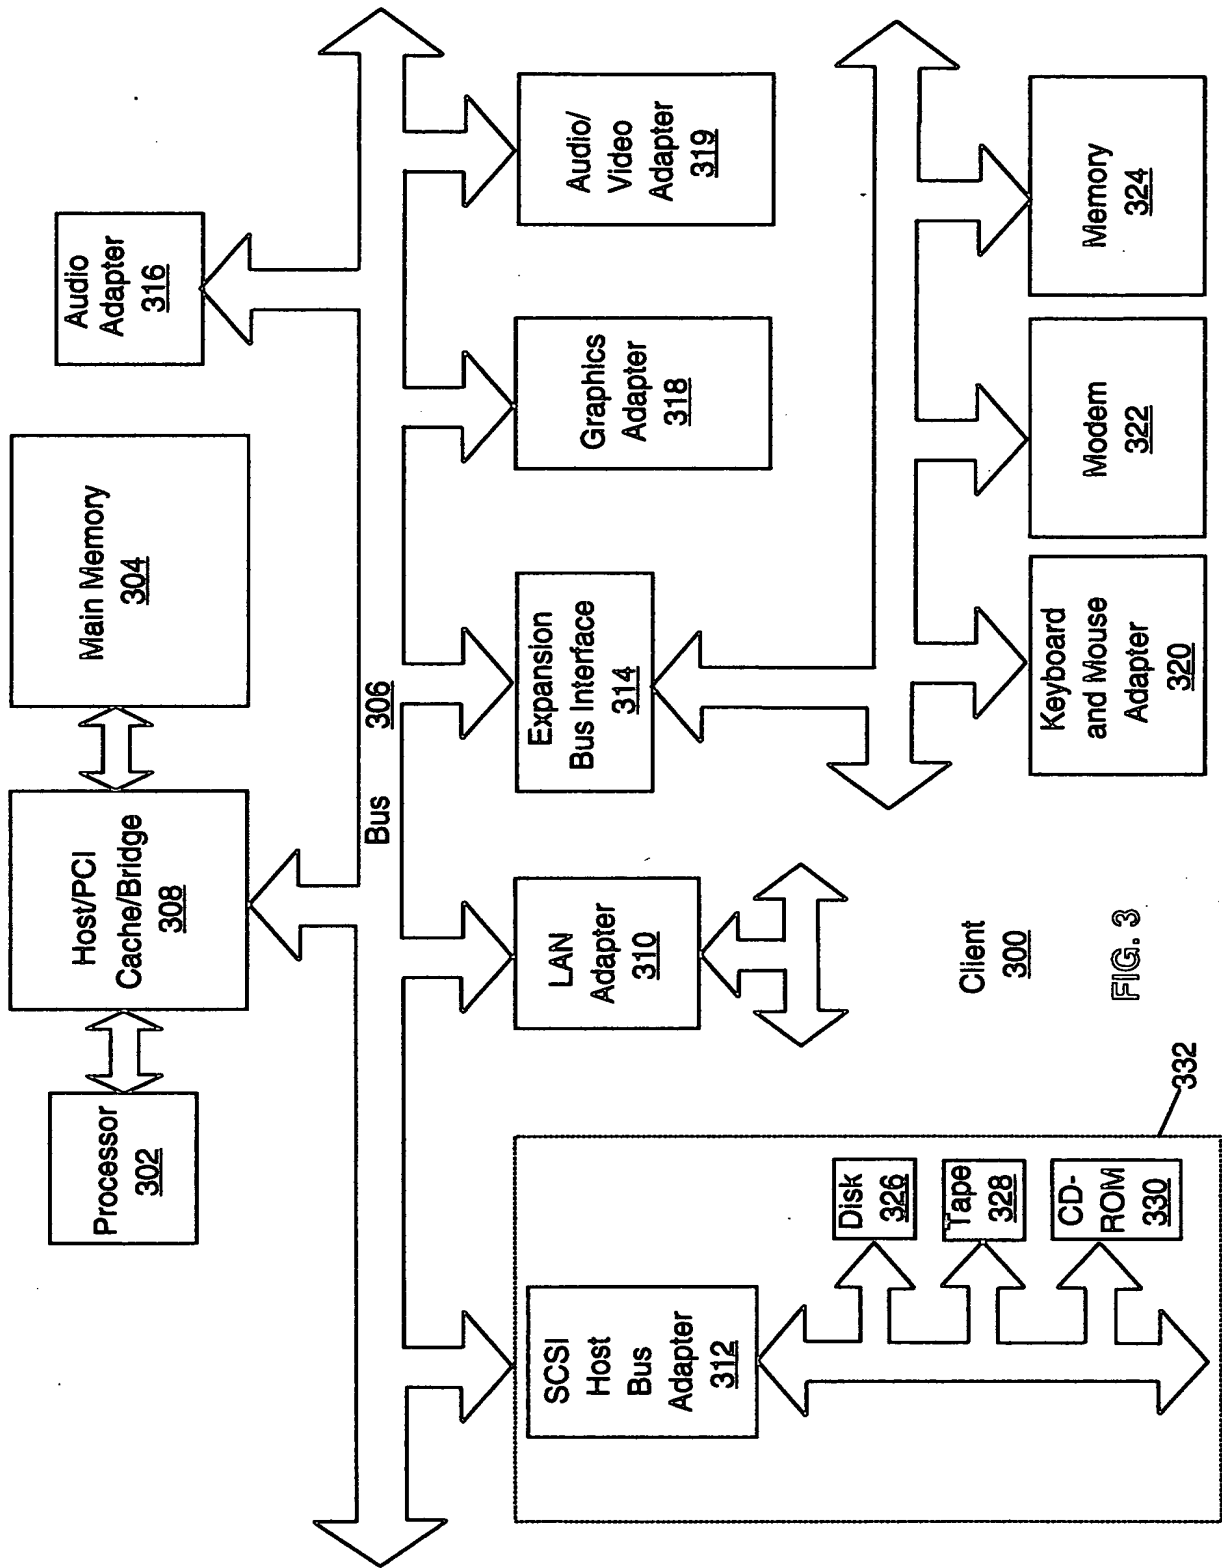 Processor
302
Host/PCI
Cache/Bridge
308
Main Memory
304
Audio
Adapter
316
Bus
306
SCSI
Host
Bus
Adapter
312
LAN
Adapter
310
Expansion
Bus Interface
314
Graphics
Adapter
318
Audio/
Video
Adapter
319
Disk
326
Tape
328
CD-
ROM
330
332
Client
300
Keyboard
and Mouse
Adapter
320
Modem
322
Memory
324
FIG. 3